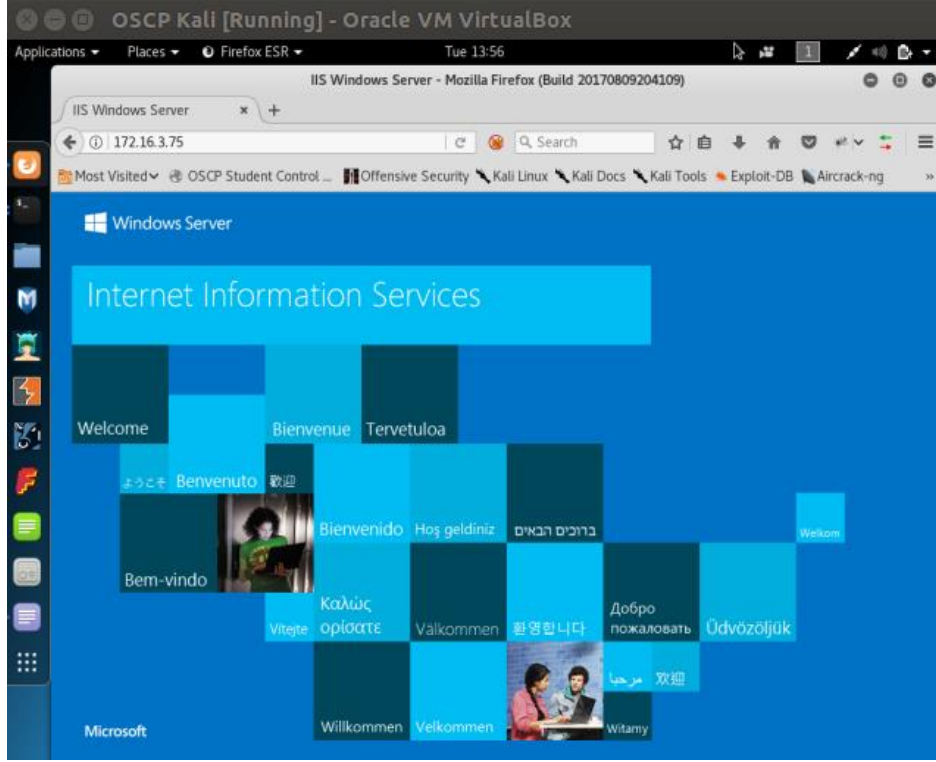 OSCP Kali [Running] - Oracle VM VirtualBox
Applications Places Firefox ESR Tue 13:56 1
IIS Windows Server - Mozilla Firefox (Build 20170809204109)
IIS Windows Server
172.16.3.75 Search
Most Visited OSCP Student Control ... Offensive Security Kali Linux Kali Docs Kali Tools Exploit-DB Aircrack-ng »
Windows Server
Internet Information Services
Welcome Bienvenue Tervetuloa
ようこそ Benvenuto 歡迎
Bienvenido Hoş geldiniz ברוכים הבאים Welkom
Bem-vindo
Vítejte Καλώς
ορίσατε Välkommen 환영합니다 Добро
пожаловать Üdvözöljük
مرحبا 欢迎
Willkommen Velkommen Witamy
Microsoft